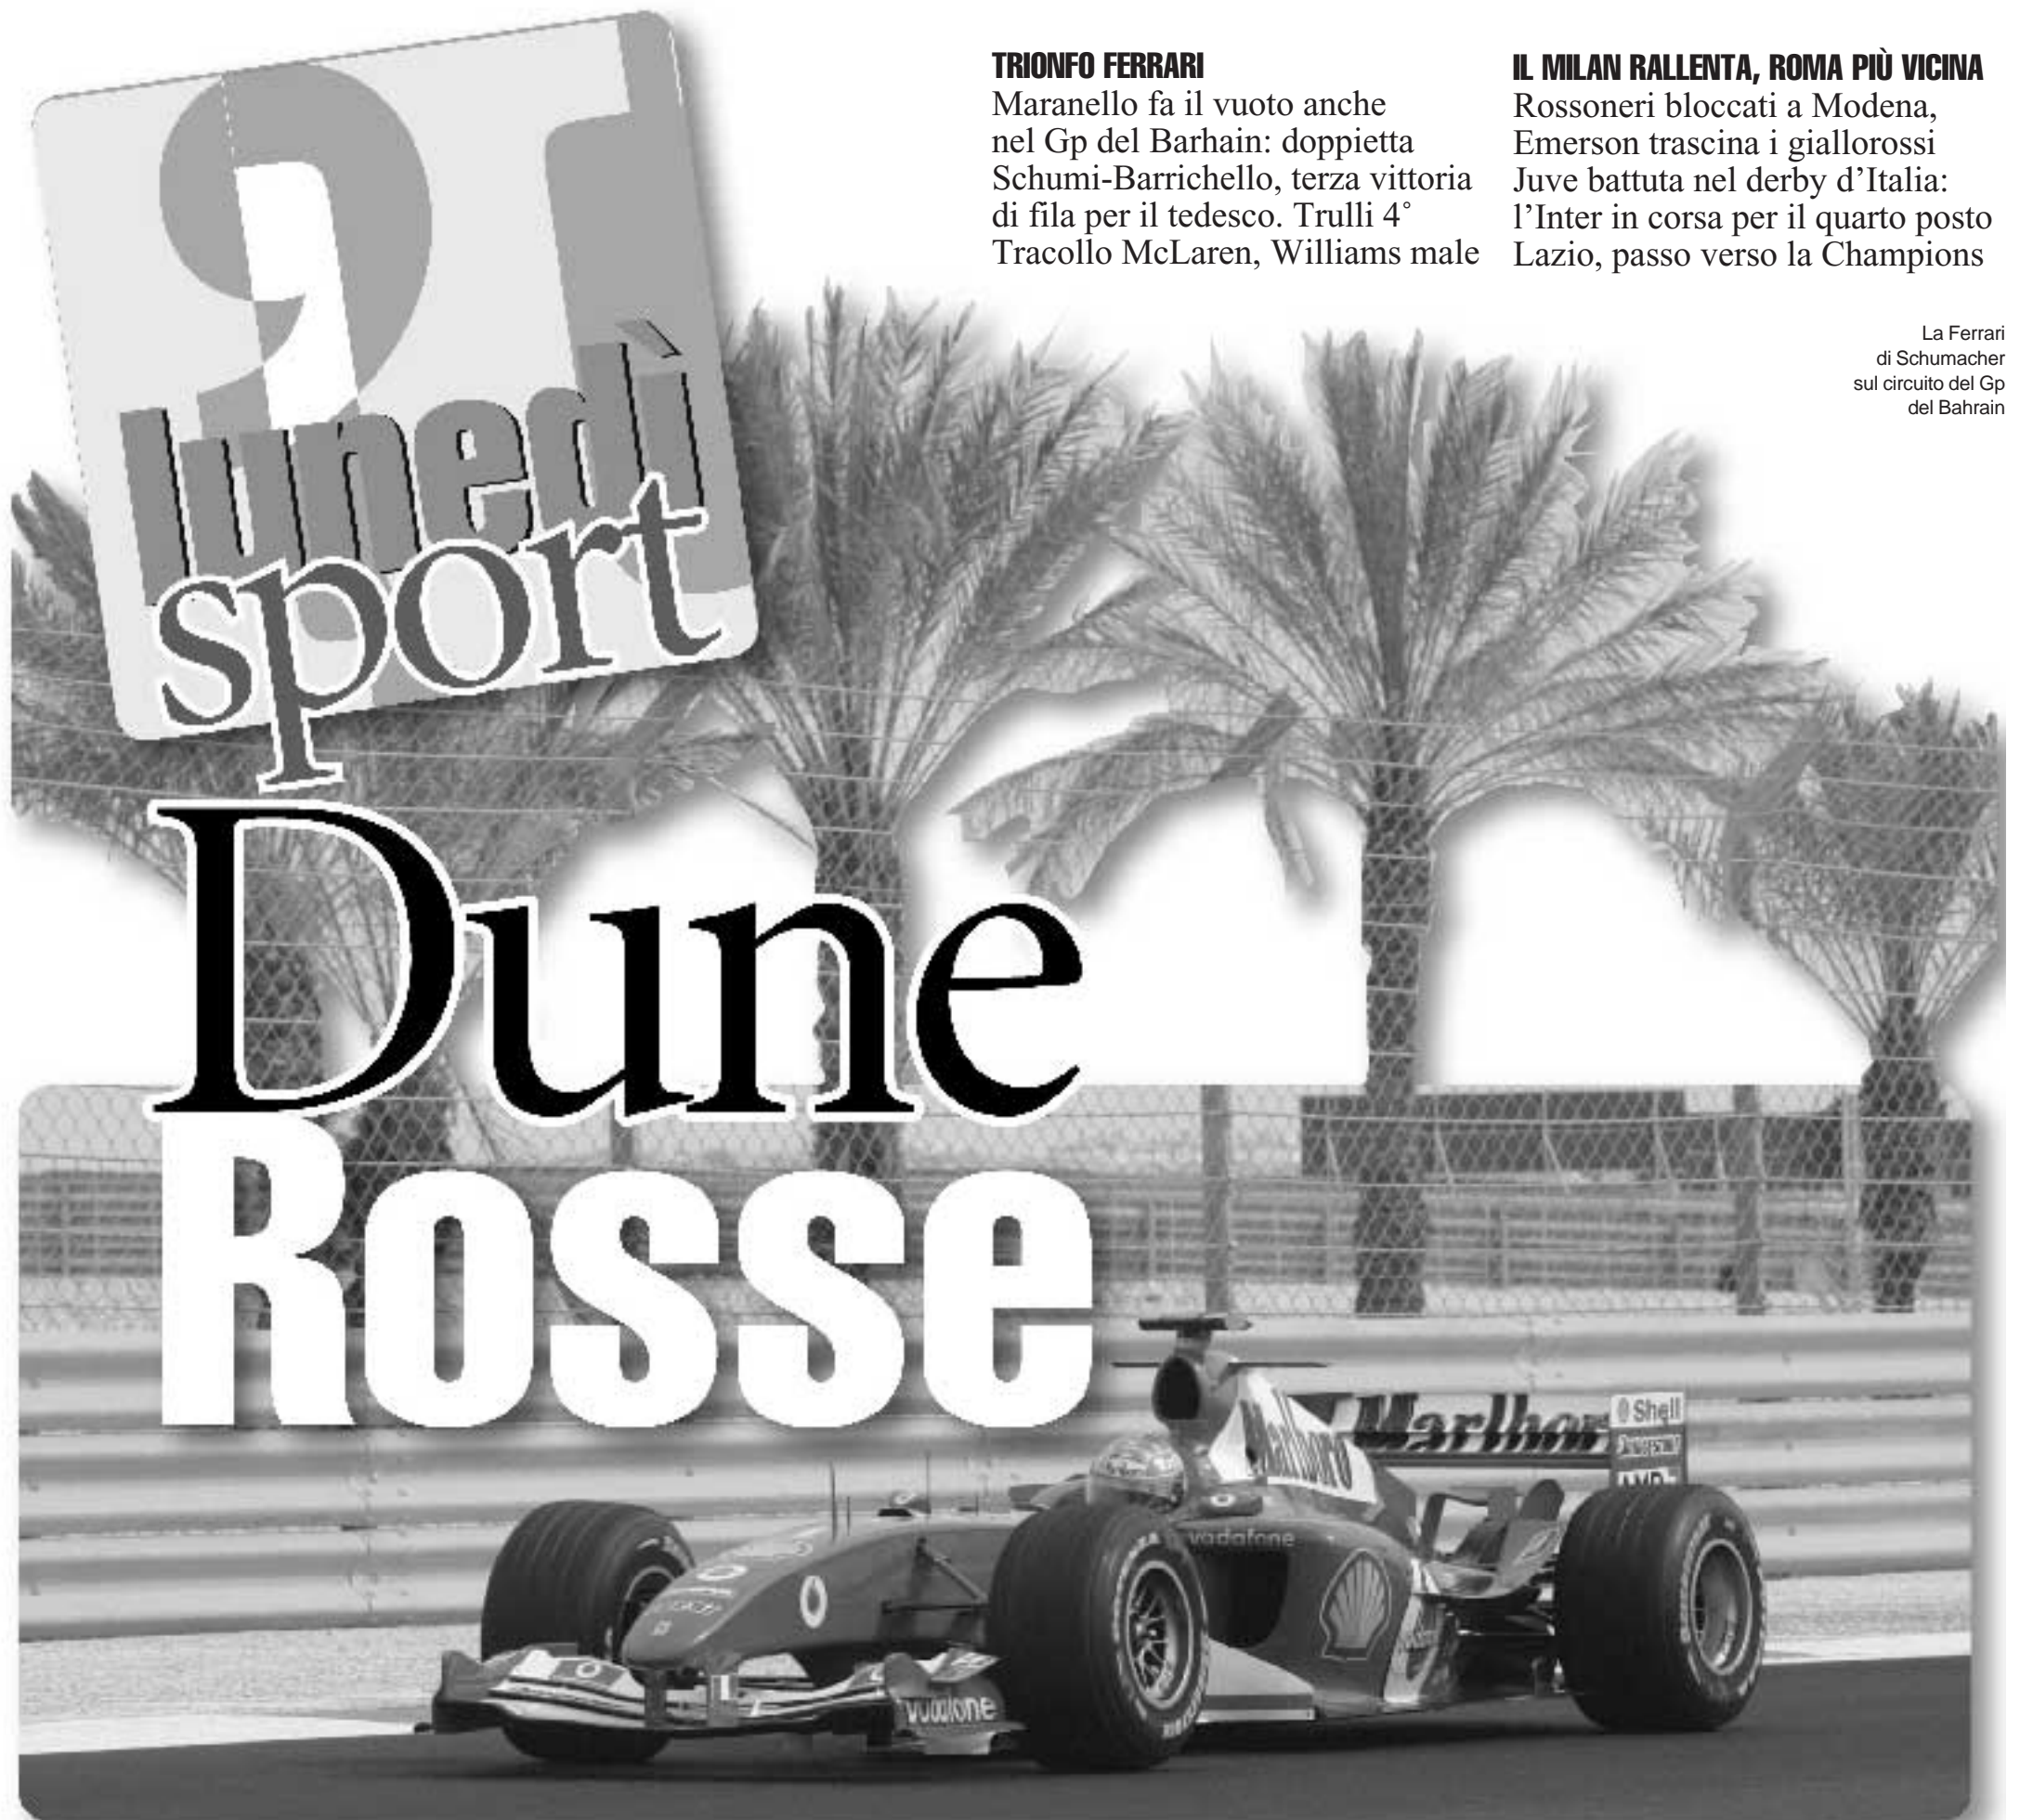 TRIONFO FERRARI
Maranello fa il vuoto anche
nel Gp del Barhain: doppietta
Schumi-Barrichello, terza vittoria
di fila per il tedesco. Trulli 4°
Tracollo McLaren, Williams male
IL MILAN RALLENTA, ROMA PIÙ VICINA
Rossoneri bloccati a Modena,
Emerson trascina i giallorossi
Juve battuta nel derby d'Italia:
l'Inter in corsa per il quarto posto
Lazio, passo verso la Champions
La Ferrari
di Schumacher
sul circuito del Gp
del Bahrain
lunedì
sport
Dune
Rosse
Marlboro
Shell
vodafone
vodafone